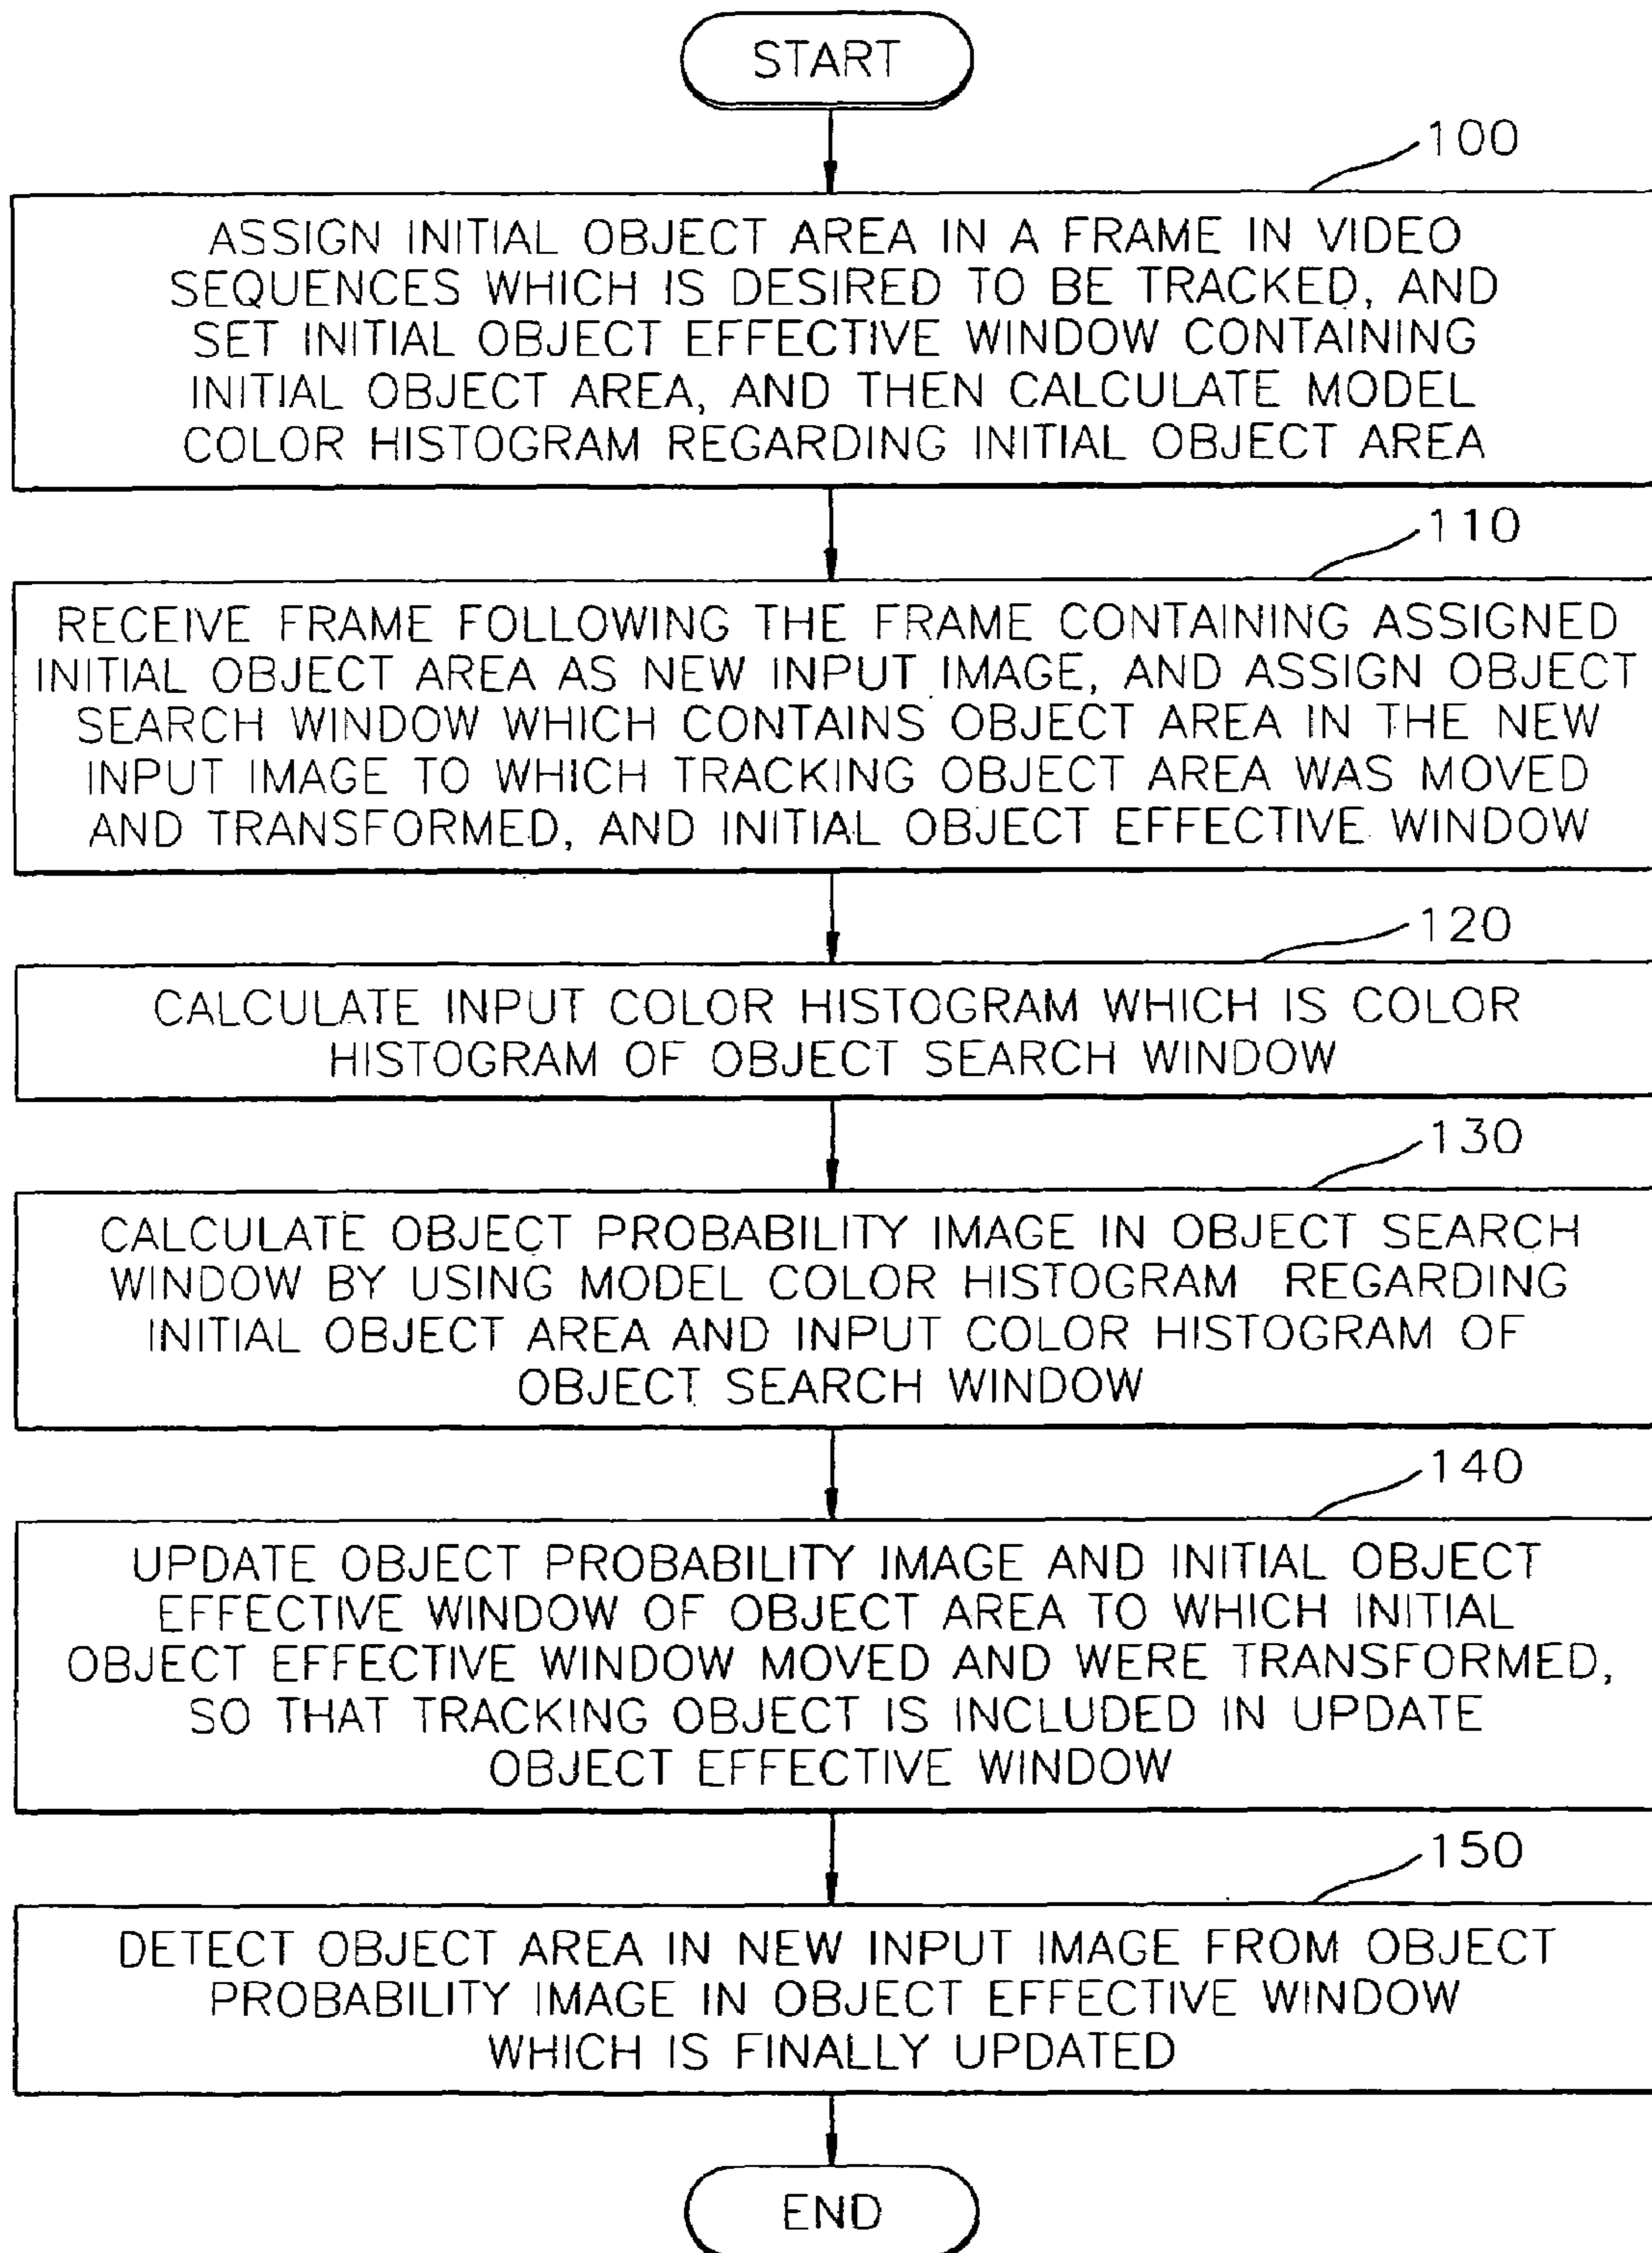 START
100
ASSIGN INITIAL OBJECT AREA IN A FRAME IN VIDEO
SEQUENCES WHICH IS DESIRED TO BE TRACKED, AND
SET INITIAL OBJECT EFFECTIVE WINDOW CONTAINING
INITIAL OBJECT AREA, AND THEN CALCULATE MODEL
COLOR HISTOGRAM REGARDING INITIAL OBJECT AREA
110
RECEIVE FRAME FOLLOWING THE FRAME CONTAINING ASSIGNED
INITIAL OBJECT AREA AS NEW INPUT IMAGE, AND ASSIGN OBJECT
SEARCH WINDOW WHICH CONTAINS OBJECT AREA IN THE NEW
INPUT IMAGE TO WHICH TRACKING OBJECT AREA WAS MOVED
AND TRANSFORMED, AND INITIAL OBJECT EFFECTIVE WINDOW
120
CALCULATE INPUT COLOR HISTOGRAM WHICH IS COLOR
HISTOGRAM OF OBJECT SEARCH WINDOW
130
CALCULATE OBJECT PROBABILITY IMAGE IN OBJECT SEARCH
WINDOW BY USING MODEL COLOR HISTOGRAM REGARDING
INITIAL OBJECT AREA AND INPUT COLOR HISTOGRAM OF
OBJECT SEARCH WINDOW
140
UPDATE OBJECT PROBABILITY IMAGE AND INITIAL OBJECT
EFFECTIVE WINDOW OF OBJECT AREA TO WHICH INITIAL
OBJECT EFFECTIVE WINDOW MOVED AND WERE TRANSFORMED,
SO THAT TRACKING OBJECT IS INCLUDED IN UPDATE
OBJECT EFFECTIVE WINDOW
150
DETECT OBJECT AREA IN NEW INPUT IMAGE FROM OBJECT
PROBABILITY IMAGE IN OBJECT EFFECTIVE WINDOW
WHICH IS FINALLY UPDATED
END